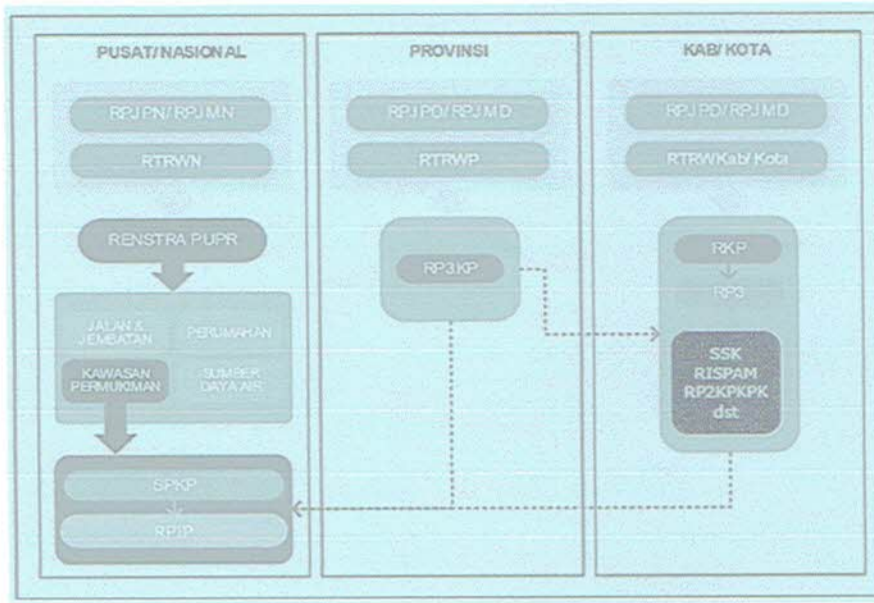 PUSAT/NASIONAL
RPJPN/RPJMN
RTRWN
RENSTRA PUPR
JALAN &
JEMBATAN
PERUMAHAN
KAWASAN
PERMUKIMAN
SUMBER
DAYA AIR
SPKP
PROVINSI
RPJPD/RPJMD
RTRWP
RP3KP
KAB/KOTA
RPJPD/RPJMD
RTRWKab/Kota
RKP
RP3
SSK
RISPAM
RP2KPKPK
dst